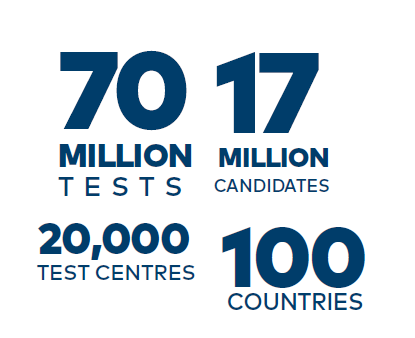 70
MILLION
TESTS
17
MILLION
CANDIDATES
20,000
TEST CENTRES
100
COUNTRIES